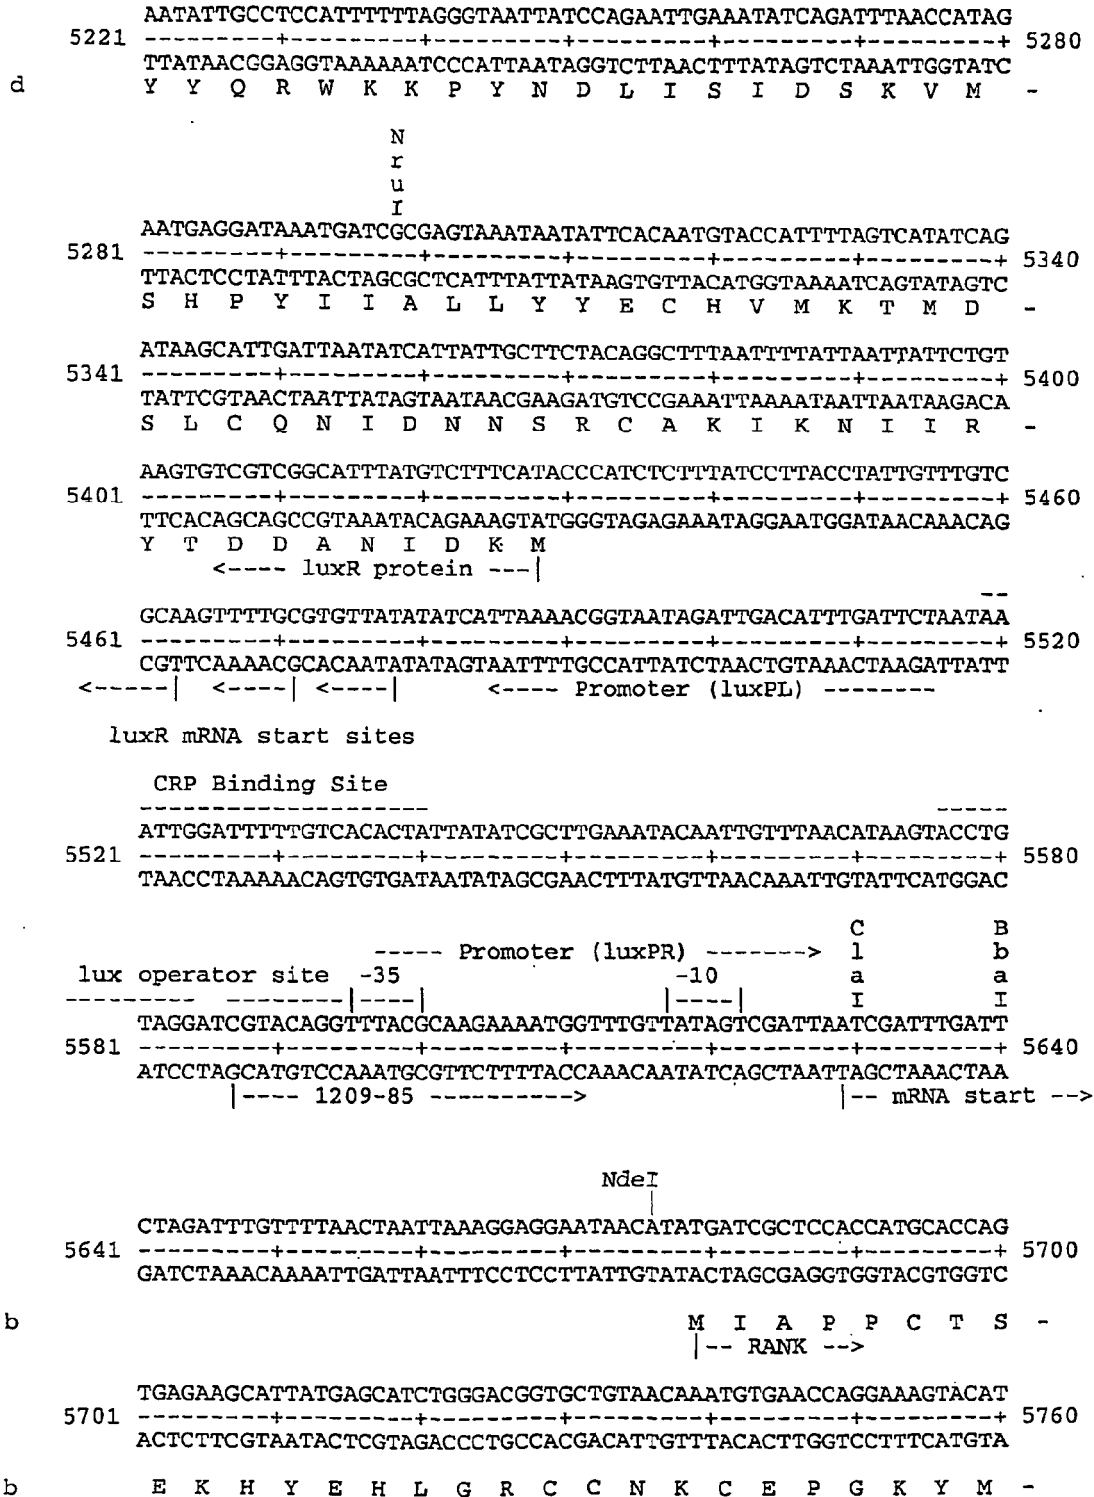 AATATTGCCTCCATTTTTTAGGGTAATTATCCAGAATTGAAATATCAGATTTAACCATAG
5221 ---------+---------+---------+---------+---------+---------+ 5280
TTATAACGGAGGTAAAAAATCCCATTAATAGGTCTTAACTTTATAGTCTAAATTGGTATC
d Y Y Q R W K K P Y N D L I S I D S K V M -
N
r
u
I
AATGAGGATAAATGATCGCGAGTAAATAATATTCACAATGTACCATTTTAGTCATATCAG
5281 ---------+---------+---------+---------+---------+---------+ 5340
TTACTCCTATTTACTAGCGCTCATTTATTATAAGTGTTACATGGTAAAATCAGTATAGTC
S H P Y I I A L L Y Y E C H V M K T M D -
ATAAGCATTGATTAATATCATTATTGCTTCTACAGGCTTTAATTTTATTAATTATTCTGT
5341 ---------+---------+---------+---------+---------+---------+ 5400
TATTCGTAACTAATTATAGTAATAACGAAGATGTCCGAAATTAAAATAATTAATAAGACA
S L C Q N I D N N S R C A K I K N I I R -
AAGTGTCGTCGGCATTTATGTCTTTCATACCCATCTCTTTATCCTTACCTATTGTTTGTC
5401 ---------+---------+---------+---------+---------+---------+ 5460
TTCACAGCAGCCGTAAATACAGAAAGTATGGGTAGAGAAATAGGAATGGATAACAAACAG
Y T D D A N I D K M
<---- luxR protein ---|
--
GCAAGTTTTGCGTGTTATATATCATTAAAACGGTAATAGATTGACATTTGATTCTAATAA
5461 ---------+---------+---------+---------+---------+---------+ 5520
CGTTCAAAACGCACAATATATAGTAATTTTGCCATTATCTAACTGTAAACTAAGATTATT
<-----| <----| <----| <---- Promoter (luxPL) --------
luxR mRNA start sites
CRP Binding Site
-------------------- -----
ATTGGATTTTTGTCACACTATTATATCGCTTGAAATACAATTGTTTAACATAAGTACCTG
5521 ---------+---------+---------+---------+---------+---------+ 5580
TAACCTAAAAACAGTGTGATAATATAGCGAACTTTATGTTAACAAATTGTATTCATGGAC
C B
----- Promoter (luxPR) -------> l b
lux operator site -35 -10 a a
--------- --------|----| |----| I I
TAGGATCGTACAGGTTTACGCAAGAAAATGGTTTGTTATAGTCGATTAATCGATTTGATT
5581 ---------+---------+---------+---------+---------+---------+ 5640
ATCCTAGCATGTCCAAATGCGTTCTTTTACCAAACAATATCAGCTAATTAGCTAAACTAA
|---- 1209-85 -----------> |-- mRNA start -->
NdeI
|
CTAGATTTGTTTTAACTAATTAAAGGAGGAATAACATATGATCGCTCCACCATGCACCAG
5641 ---------+---------+---------+---------+---------+---------+ 5700
GATCTAAACAAAATTGATTAATTTCCTCCTTATTGTATACTAGCGAGGTGGTACGTGGTC
b M I A P P C T S -
|-- RANK -->
TGAGAAGCATTATGAGCATCTGGGACGGTGCTGTAACAAATGTGAACCAGGAAAGTACAT
5701 ---------+---------+---------+---------+---------+---------+ 5760
ACTCTTCGTAATACTCGTAGACCCTGCCACGACATTGTTTACACTTGGTCCTTTCATGTA
b E K H Y E H L G R C C N K C E P G K Y M -